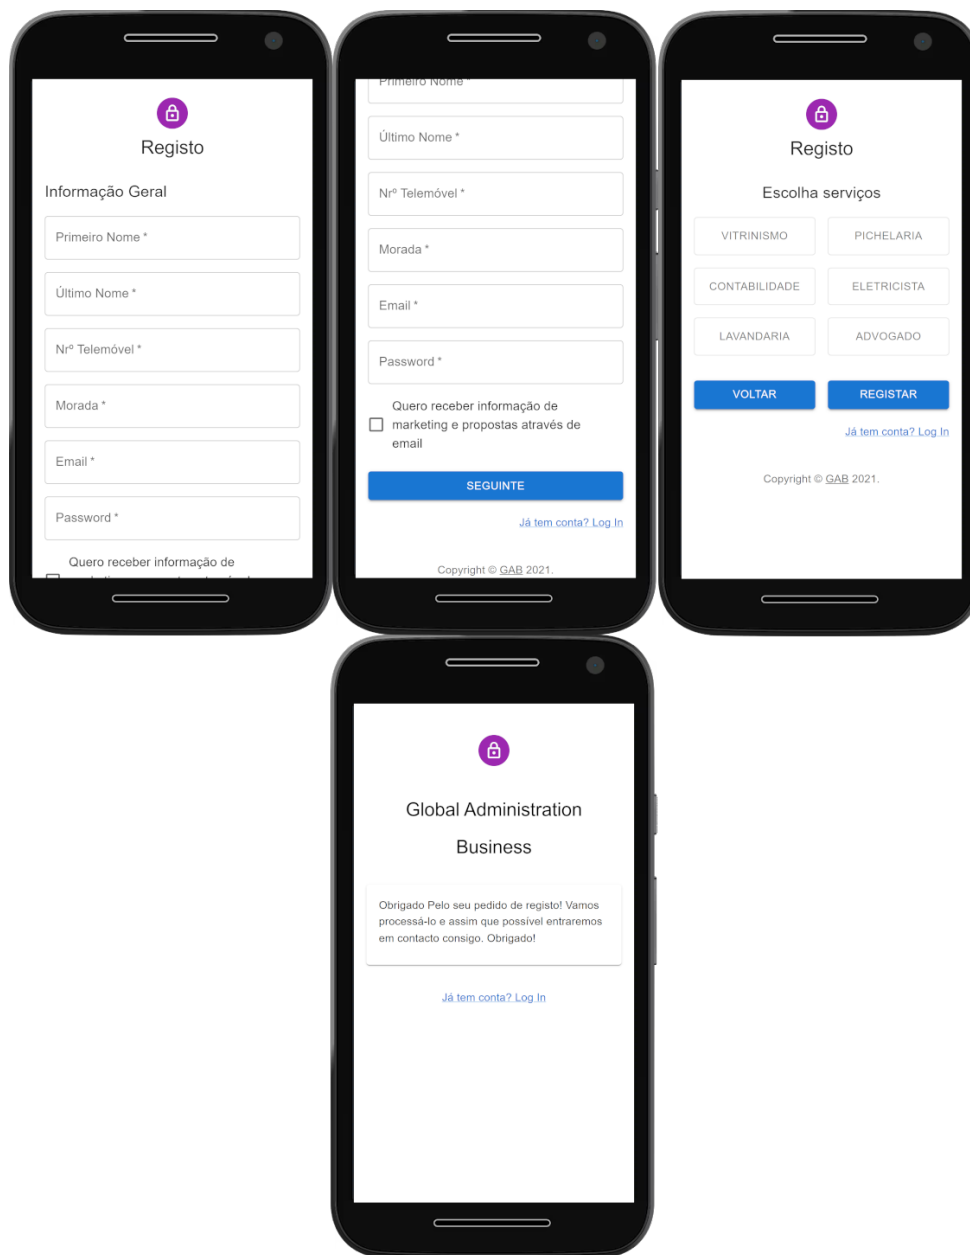 Registo
Informação Geral
Primeiro Nome *
Último Nome *
Nrº Telemóvel *
Morada *
Email *
Password *
Quero receber informação de
Primeiro Nome *
Último Nome *
Nrº Telemóvel *
Morada *
Email *
Password *
Quero receber informação de
marketing e propostas através de
email
SEGUINTE
Já tem conta? Log In
Copyright © GAB 2021.
Registo
Escolha serviços
VITRINISMO PICHELARIA
CONTABILIDADE ELETRICISTA
LAVANDARIA ADVOGADO
VOLTAR REGISTAR
Já tem conta? Log In
Copyright © GAB 2021.
Global Administration
Business
Obrigado Pelo seu pedido de registo! Vamos
processá-lo e assim que possível entraremos
em contacto consigo. Obrigado!
Já tem conta? Log In